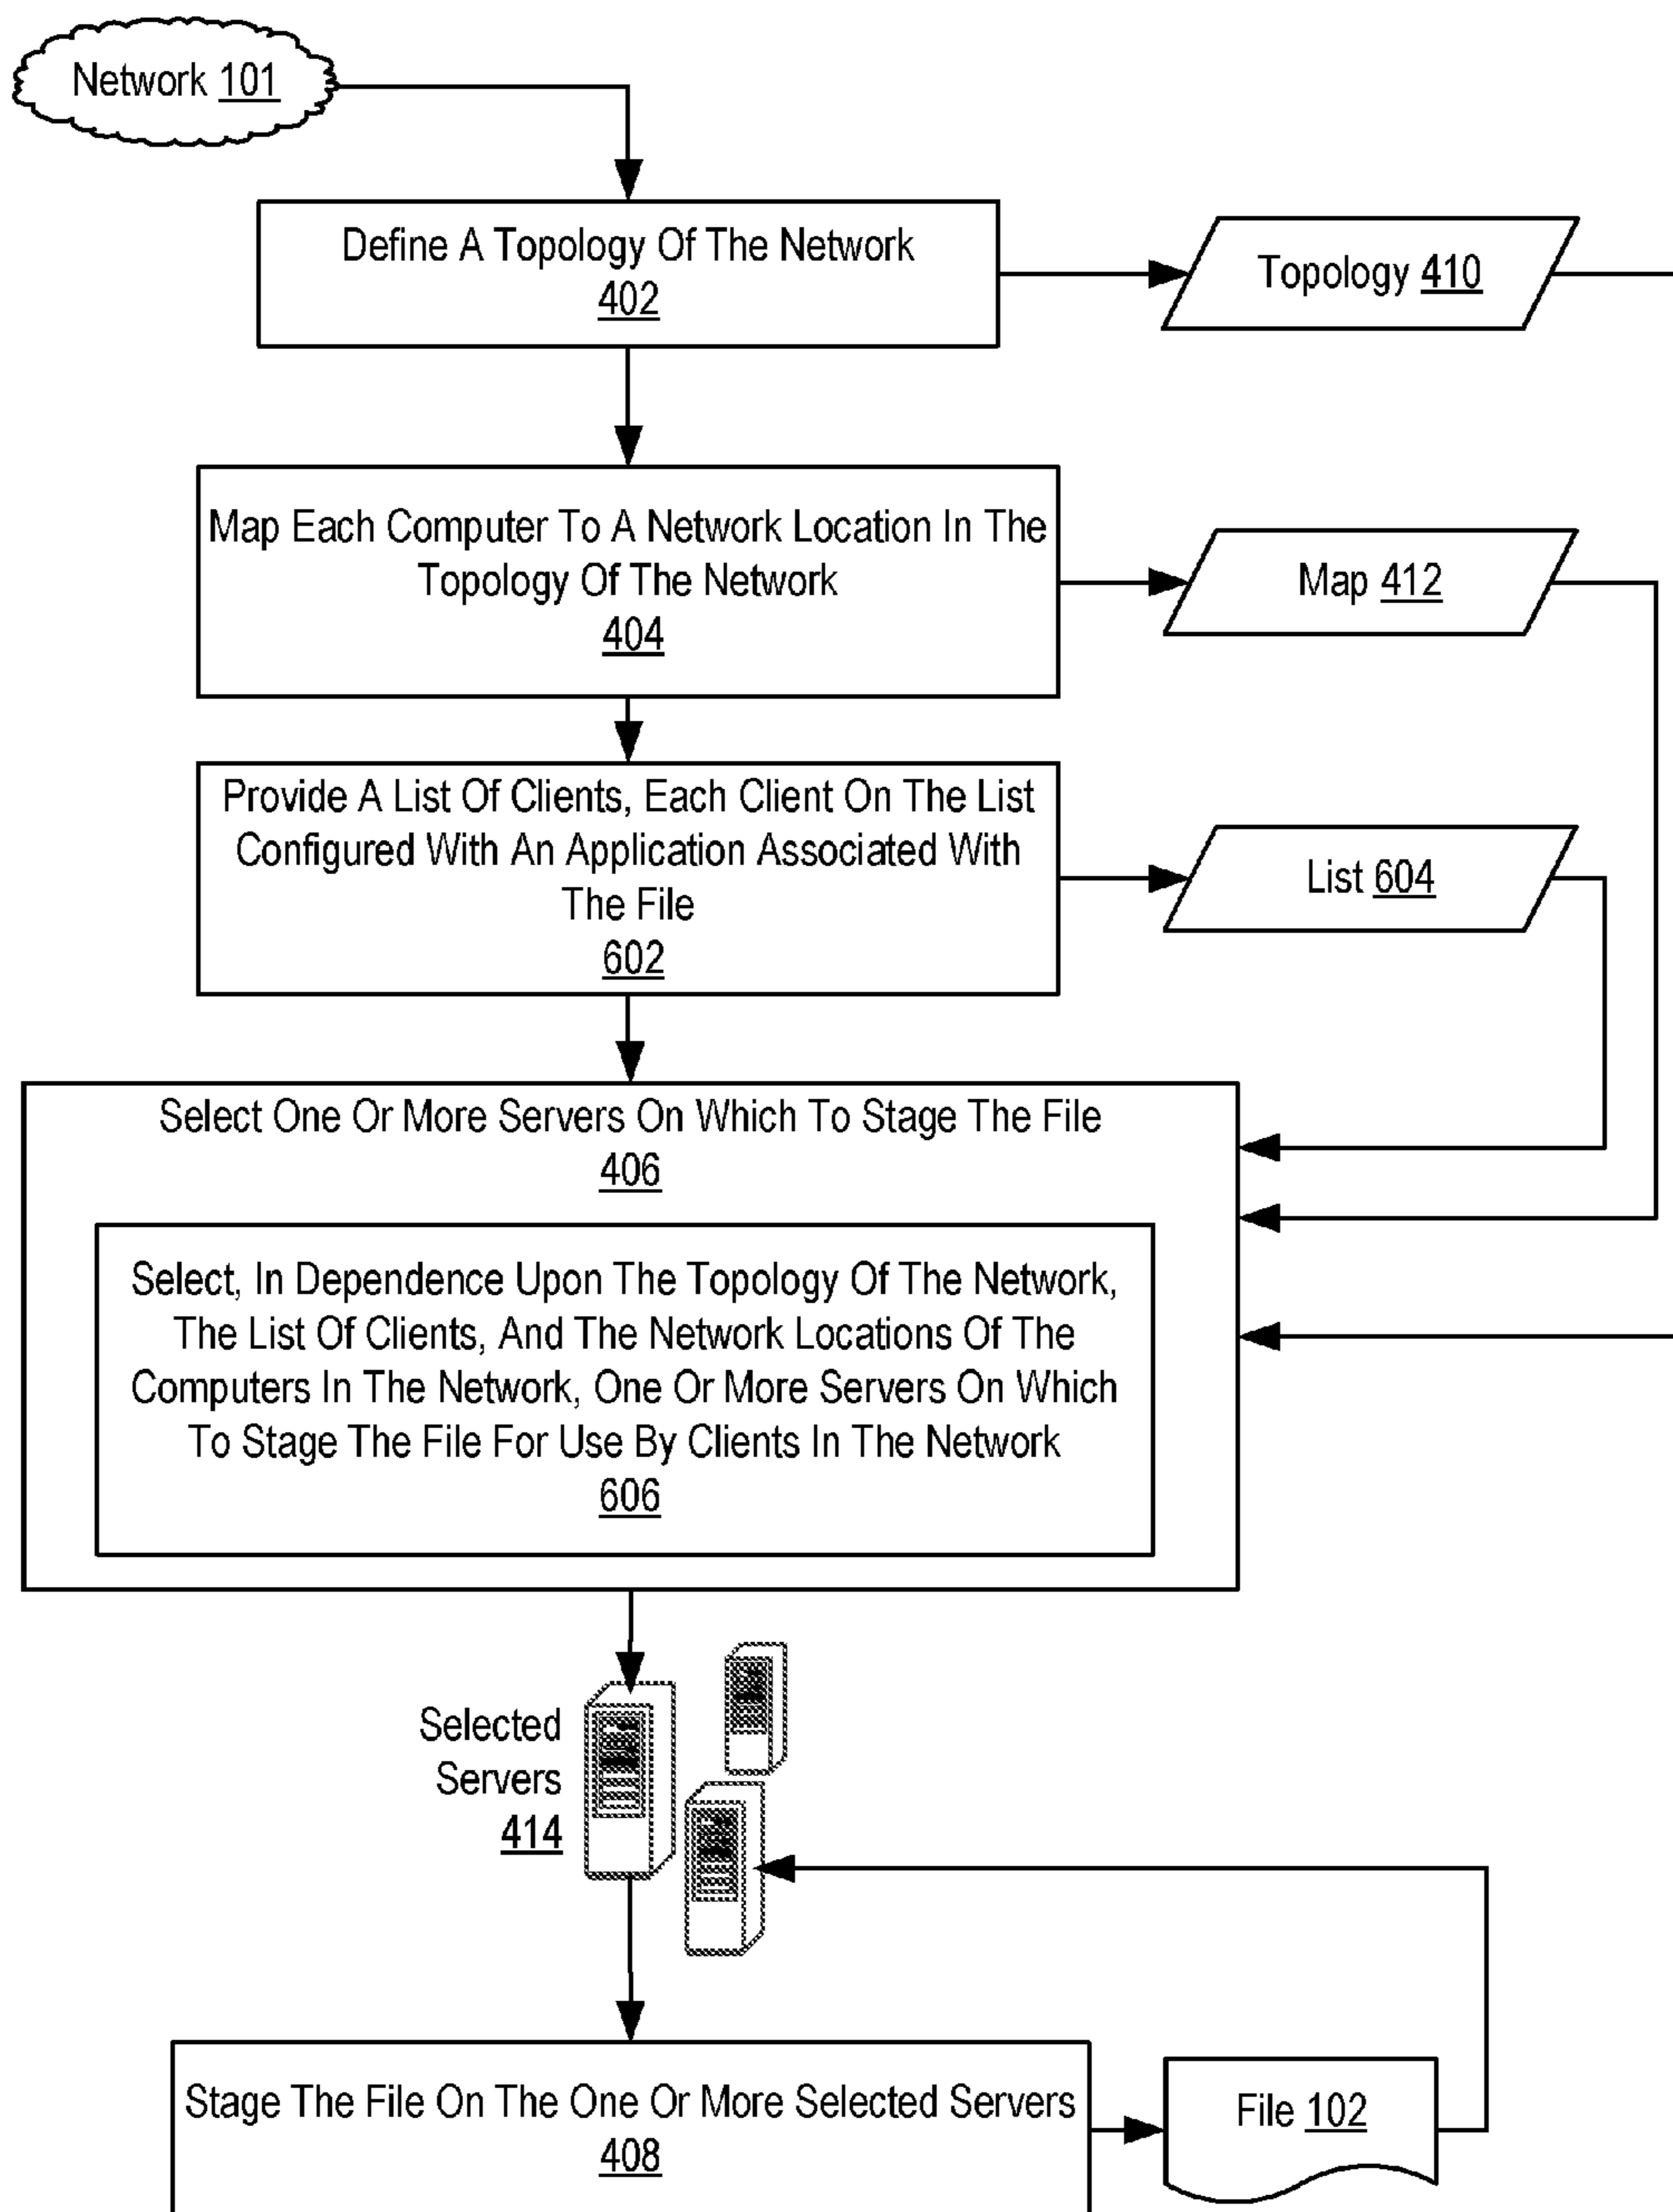 Network 101
Define A Topology Of The Network
402
Topology 410
Map Each Computer To A Network Location In The
Topology Of The Network
404
Map 412
Provide A List Of Clients, Each Client On The List
Configured With An Application Associated With
The File
602
List 604
Select One Or More Servers On Which To Stage The File
406
Select, In Dependence Upon The Topology Of The Network,
The List Of Clients, And The Network Locations Of The
Computers In The Network, One Or More Servers On Which
To Stage The File For Use By Clients In The Network
606
Selected
Servers
414
Stage The File On The One Or More Selected Servers
408
File 102